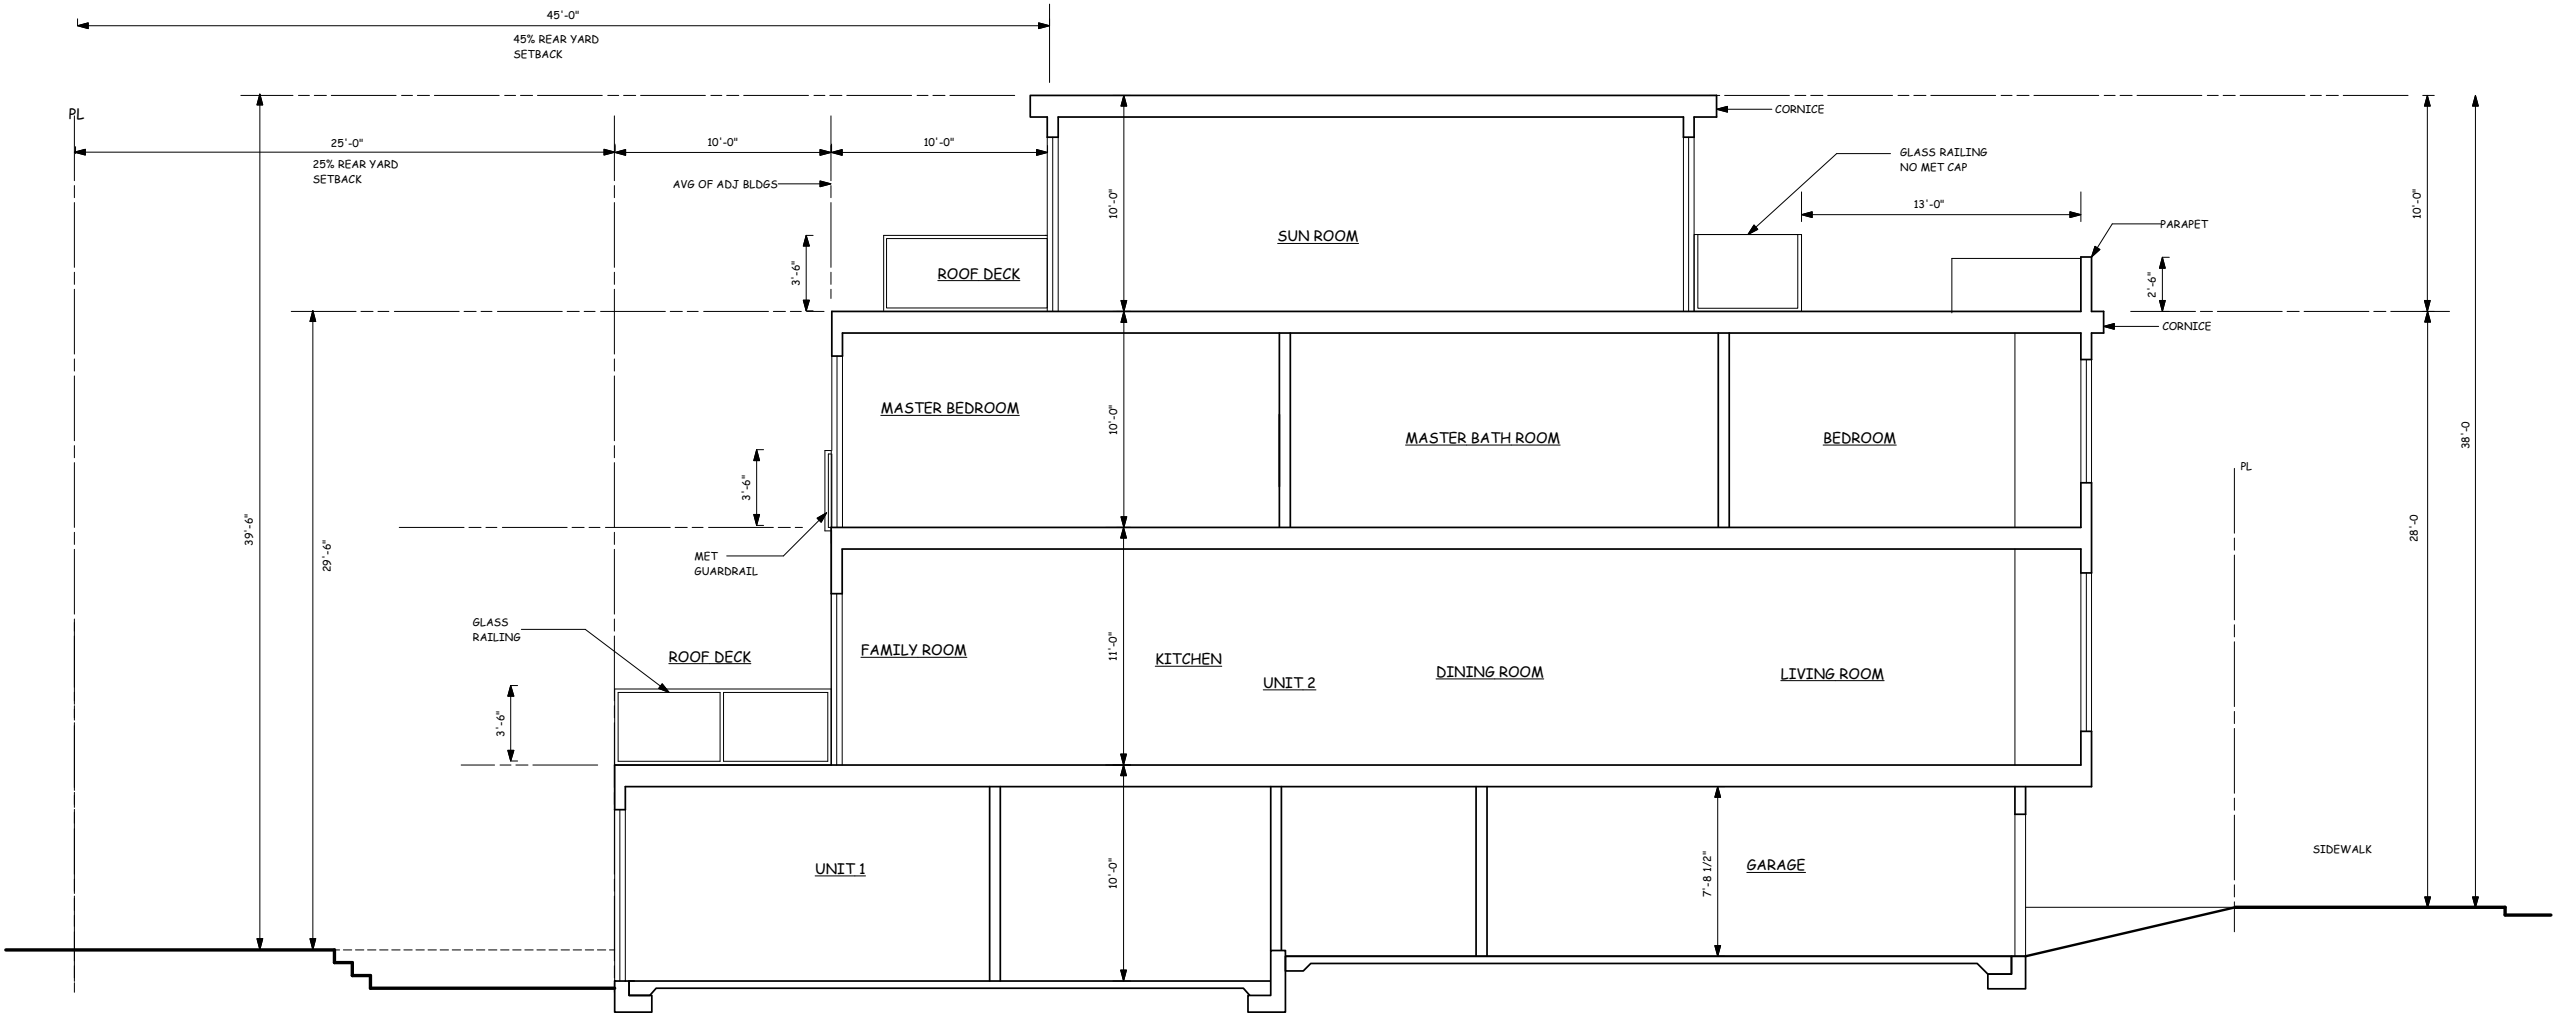 45'-0"
45% REAR YARD
SETBACK
PL
CORNICE
25'-0"
25% REAR YARD
SETBACK
10'-0"
10'-0"
AVG OF ADJ BLDGS
GLASS RAILING
NO MET CAP
13'-0"
10'-0"
10'-0"
PARAPET
SUN ROOM
3'-6"
ROOF DECK
2'-6"
CORNICE
MASTER BEDROOM
10'-0"
MASTER BATH ROOM
BEDROOM
38'-0
PL
3'-6"
39'-6"
29'-6"
28'-0
MET
GUARDRAIL
GLASS
RAILING
ROOF DECK
FAMILY ROOM
11'-0"
KITCHEN
UNIT 2
DINING ROOM
LIVING ROOM
3'-6"
UNIT 1
10'-0"
7'-8 1/2"
GARAGE
SIDEWALK